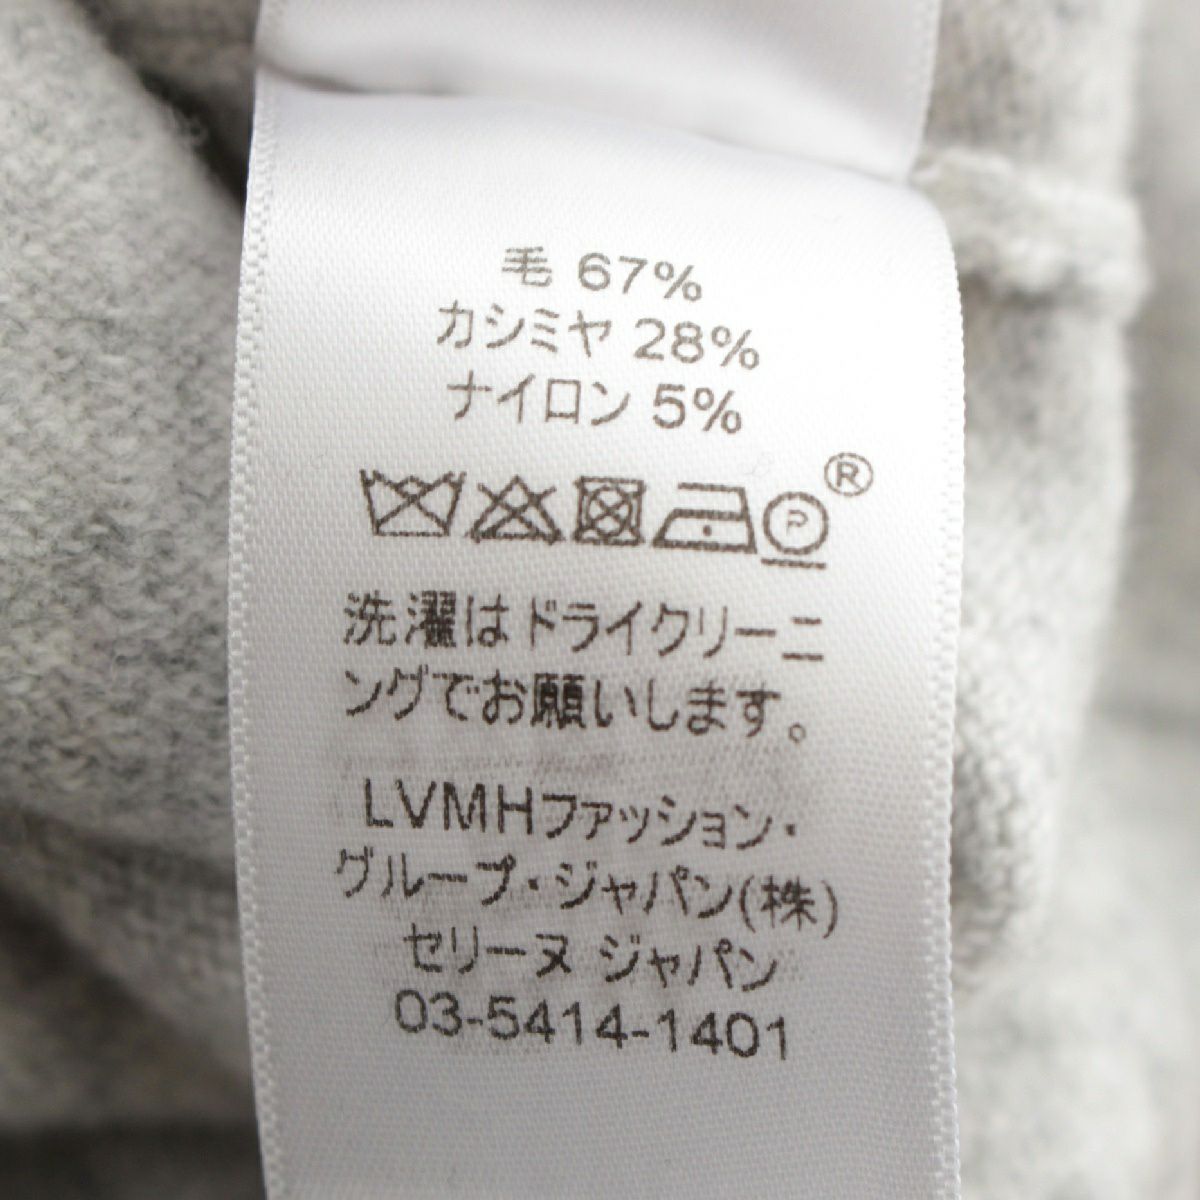 毛 67%
カシミヤ 28%
ナイロン 5%
P ®
洗濯はドライクリーニ
ングでお願いします。
LVMHファッション・
グループ・ジャパン(株)
セリーヌ ジャパン
03-5414-1401